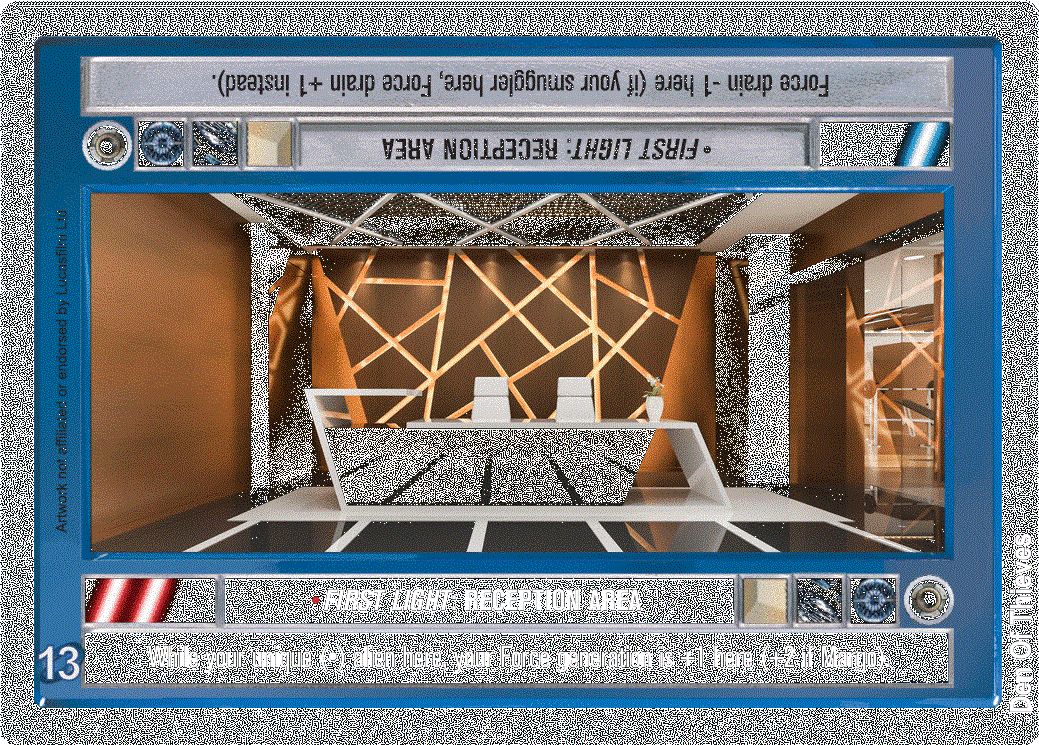 Force drain -1 here (if your smuggler here, Force drain +1 instead).
•FIRST LIGHT: RECEPTION AREA
Artwork not affiliated or endorsed by Lucasfilm Ltd
•FIRST LIGHT: RECEPTION AREA
13
While your unique (•) alien here, your Force generation is +1 here (+2 if Margo).
Den Of Thieves